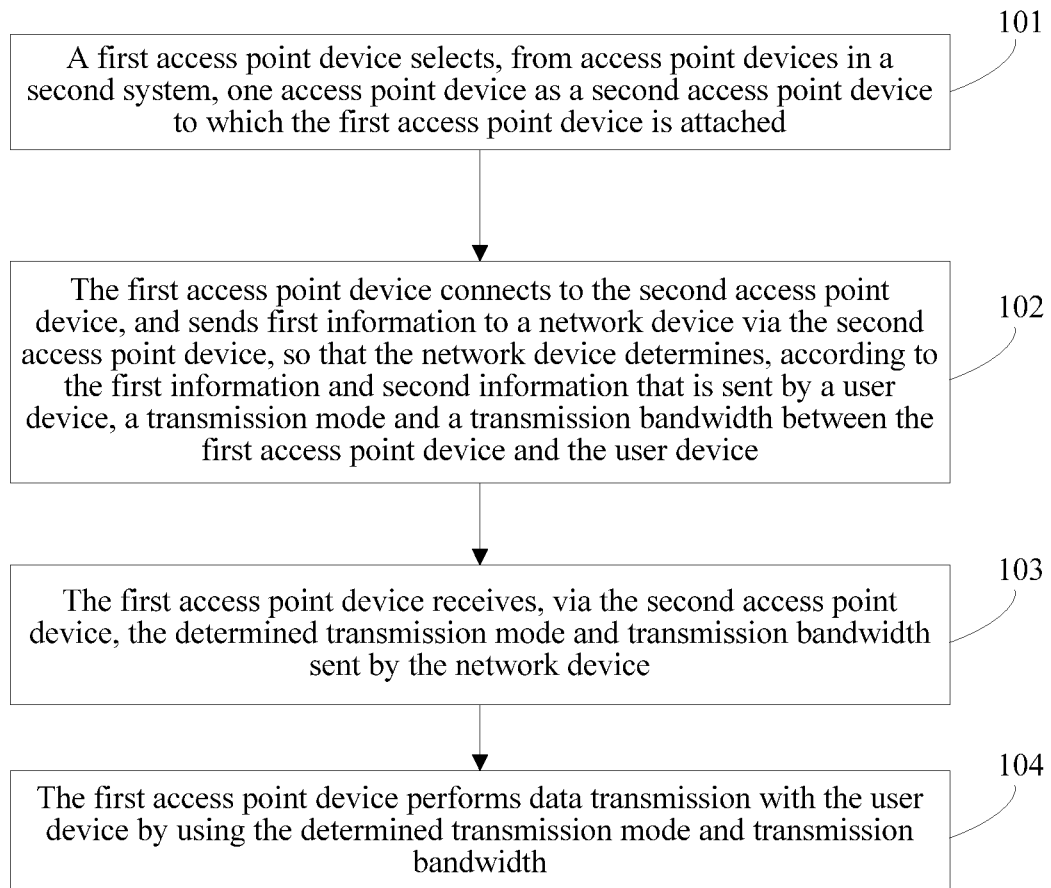 101
A first access point device selects, from access point devices in a
second system, one access point device as a second access point device
to which the first access point device is attached
102
The first access point device connects to the second access point
device, and sends first information to a network device via the second
access point device, so that the network device determines, according to
the first information and second information that is sent by a user
device, a transmission mode and a transmission bandwidth between the
first access point device and the user device
103
The first access point device receives, via the second access point
device, the determined transmission mode and transmission bandwidth
sent by the network device
104
The first access point device performs data transmission with the user
device by using the determined transmission mode and transmission
bandwidth